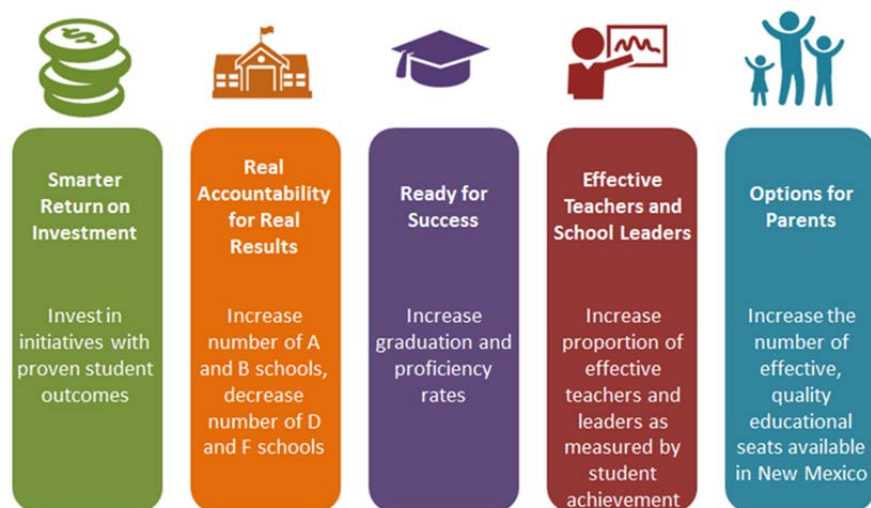 $
Smarter
Return on
Investment
Invest in
initiatives with
proven student
outcomes
Real
Accountability
for Real
Results
Increase
number of A
and B schools,
decrease
number of D
and F schools
Ready for
Success
Increase
graduation and
proficiency
rates
Effective
Teachers and
School Leaders
Increase
proportion of
effective
teachers and
leaders as
measured by
student
achievement
Options for
Parents
Increase the
number of
effective,
quality
educational
seats available
in New Mexico